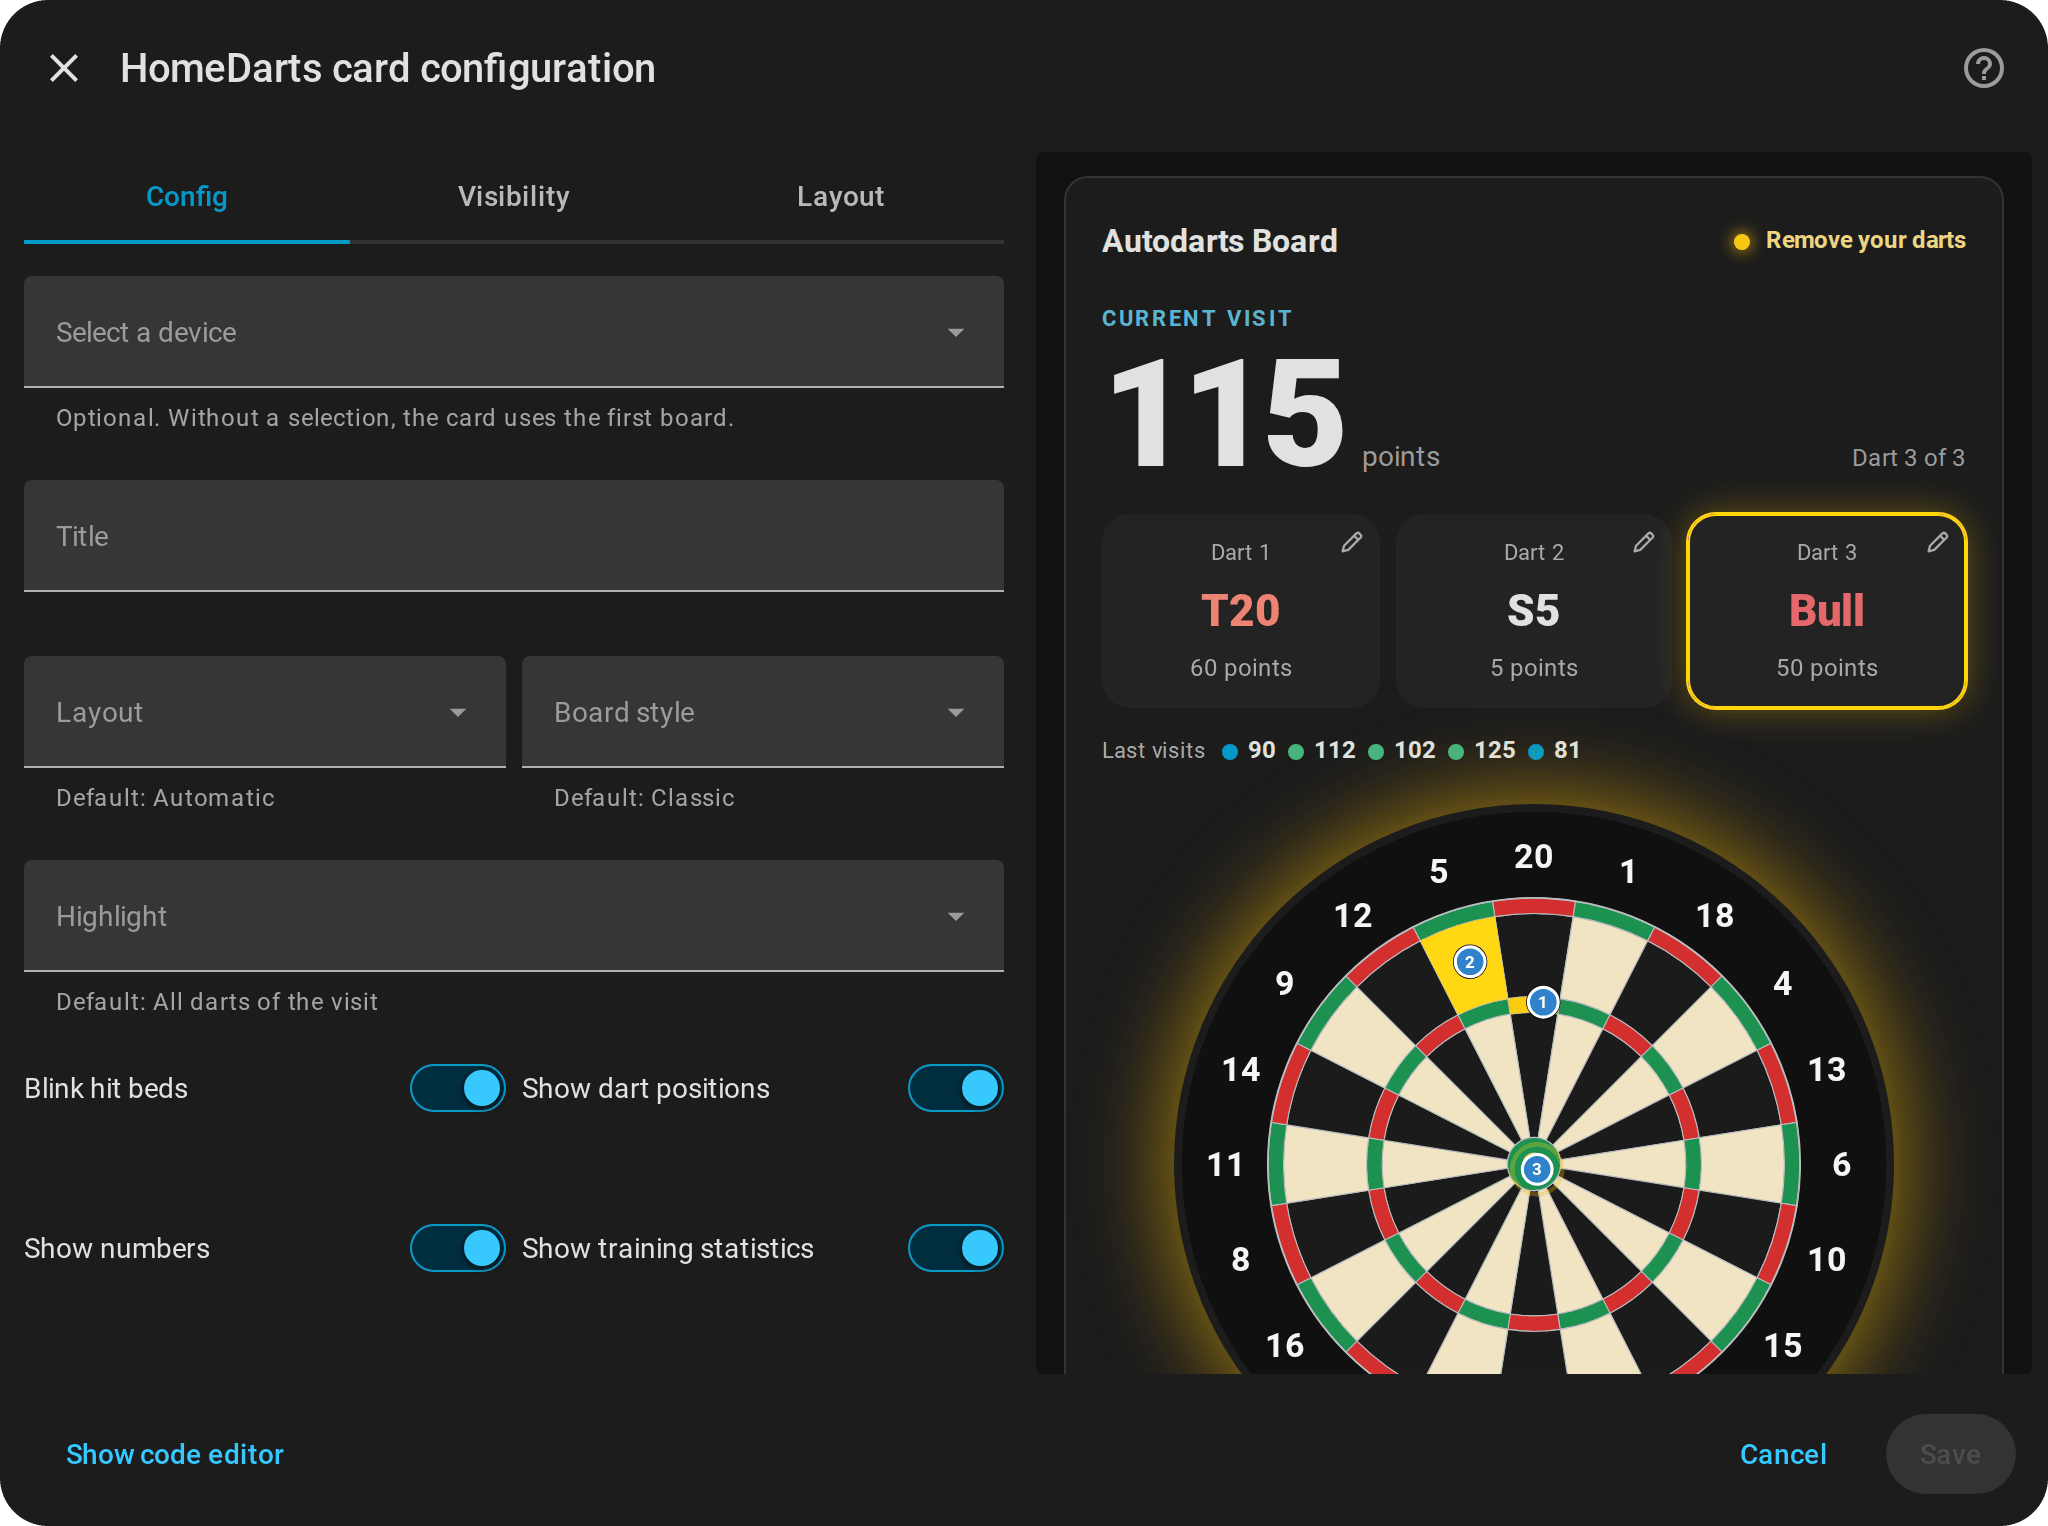 HomeDarts card configuration
Config
Visibility
Layout
Select a device
Optional. Without a selection, the card uses the first board.
Title
Layout
Board style
Default: Automatic
Default: Classic
Highlight
Default: All darts of the visit
Blink hit beds
Show dart positions
Show numbers
Show training statistics
Autodarts Board
Remove your darts
CURRENT VISIT
115 points
Dart 3 of 3
Dart 1
T20
60 points
Dart 2
S5
5 points
Dart 3
Bull
50 points
Last visits 90 112 102 125 81
20
5 1
12 18
9 4
2
1
14 13
11 6
3
8 10
16 15
Show code editor
Cancel
Save